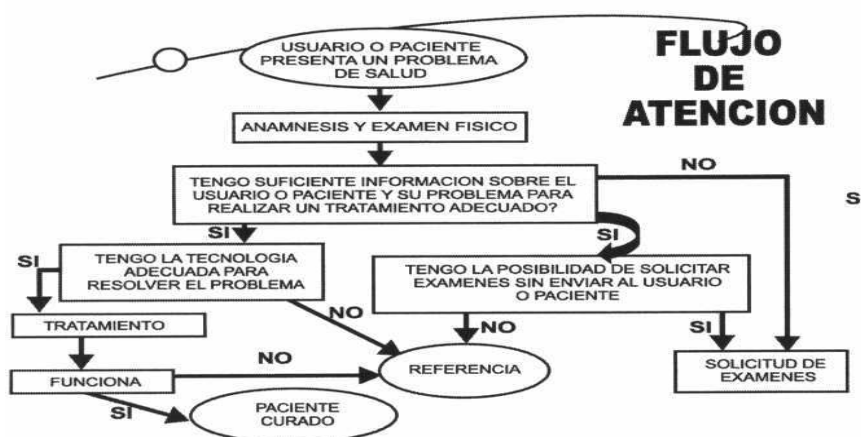 USUARIO O PACIENTE
PRESENTA UN PROBLEMA
DE SALUD
FLUJO
DE
ATENCION
ANAMNESIS Y EXAMEN FISICO
NO
TENGO SUFICIENTE INFORMACION SOBRE EL
USUARIO O PACIENTE Y SU PROBLEMA PARA
REALIZAR UN TRATAMIENTO ADECUADO?
S
SI
SI
SI
TENGO LA TECNOLOGIA
ADECUADA PARA
RESOLVER EL PROBLEMA
TENGO LA POSIBILIDAD DE SOLICITAR
EXAMENES SIN ENVIAR AL USUARIO
O PACIENTE
TRATAMIENTO
NO
NO
SI
NO
FUNCIONA
REFERENCIA
SOLICITUD DE
EXAMENES
SI
PACIENTE
CURADO